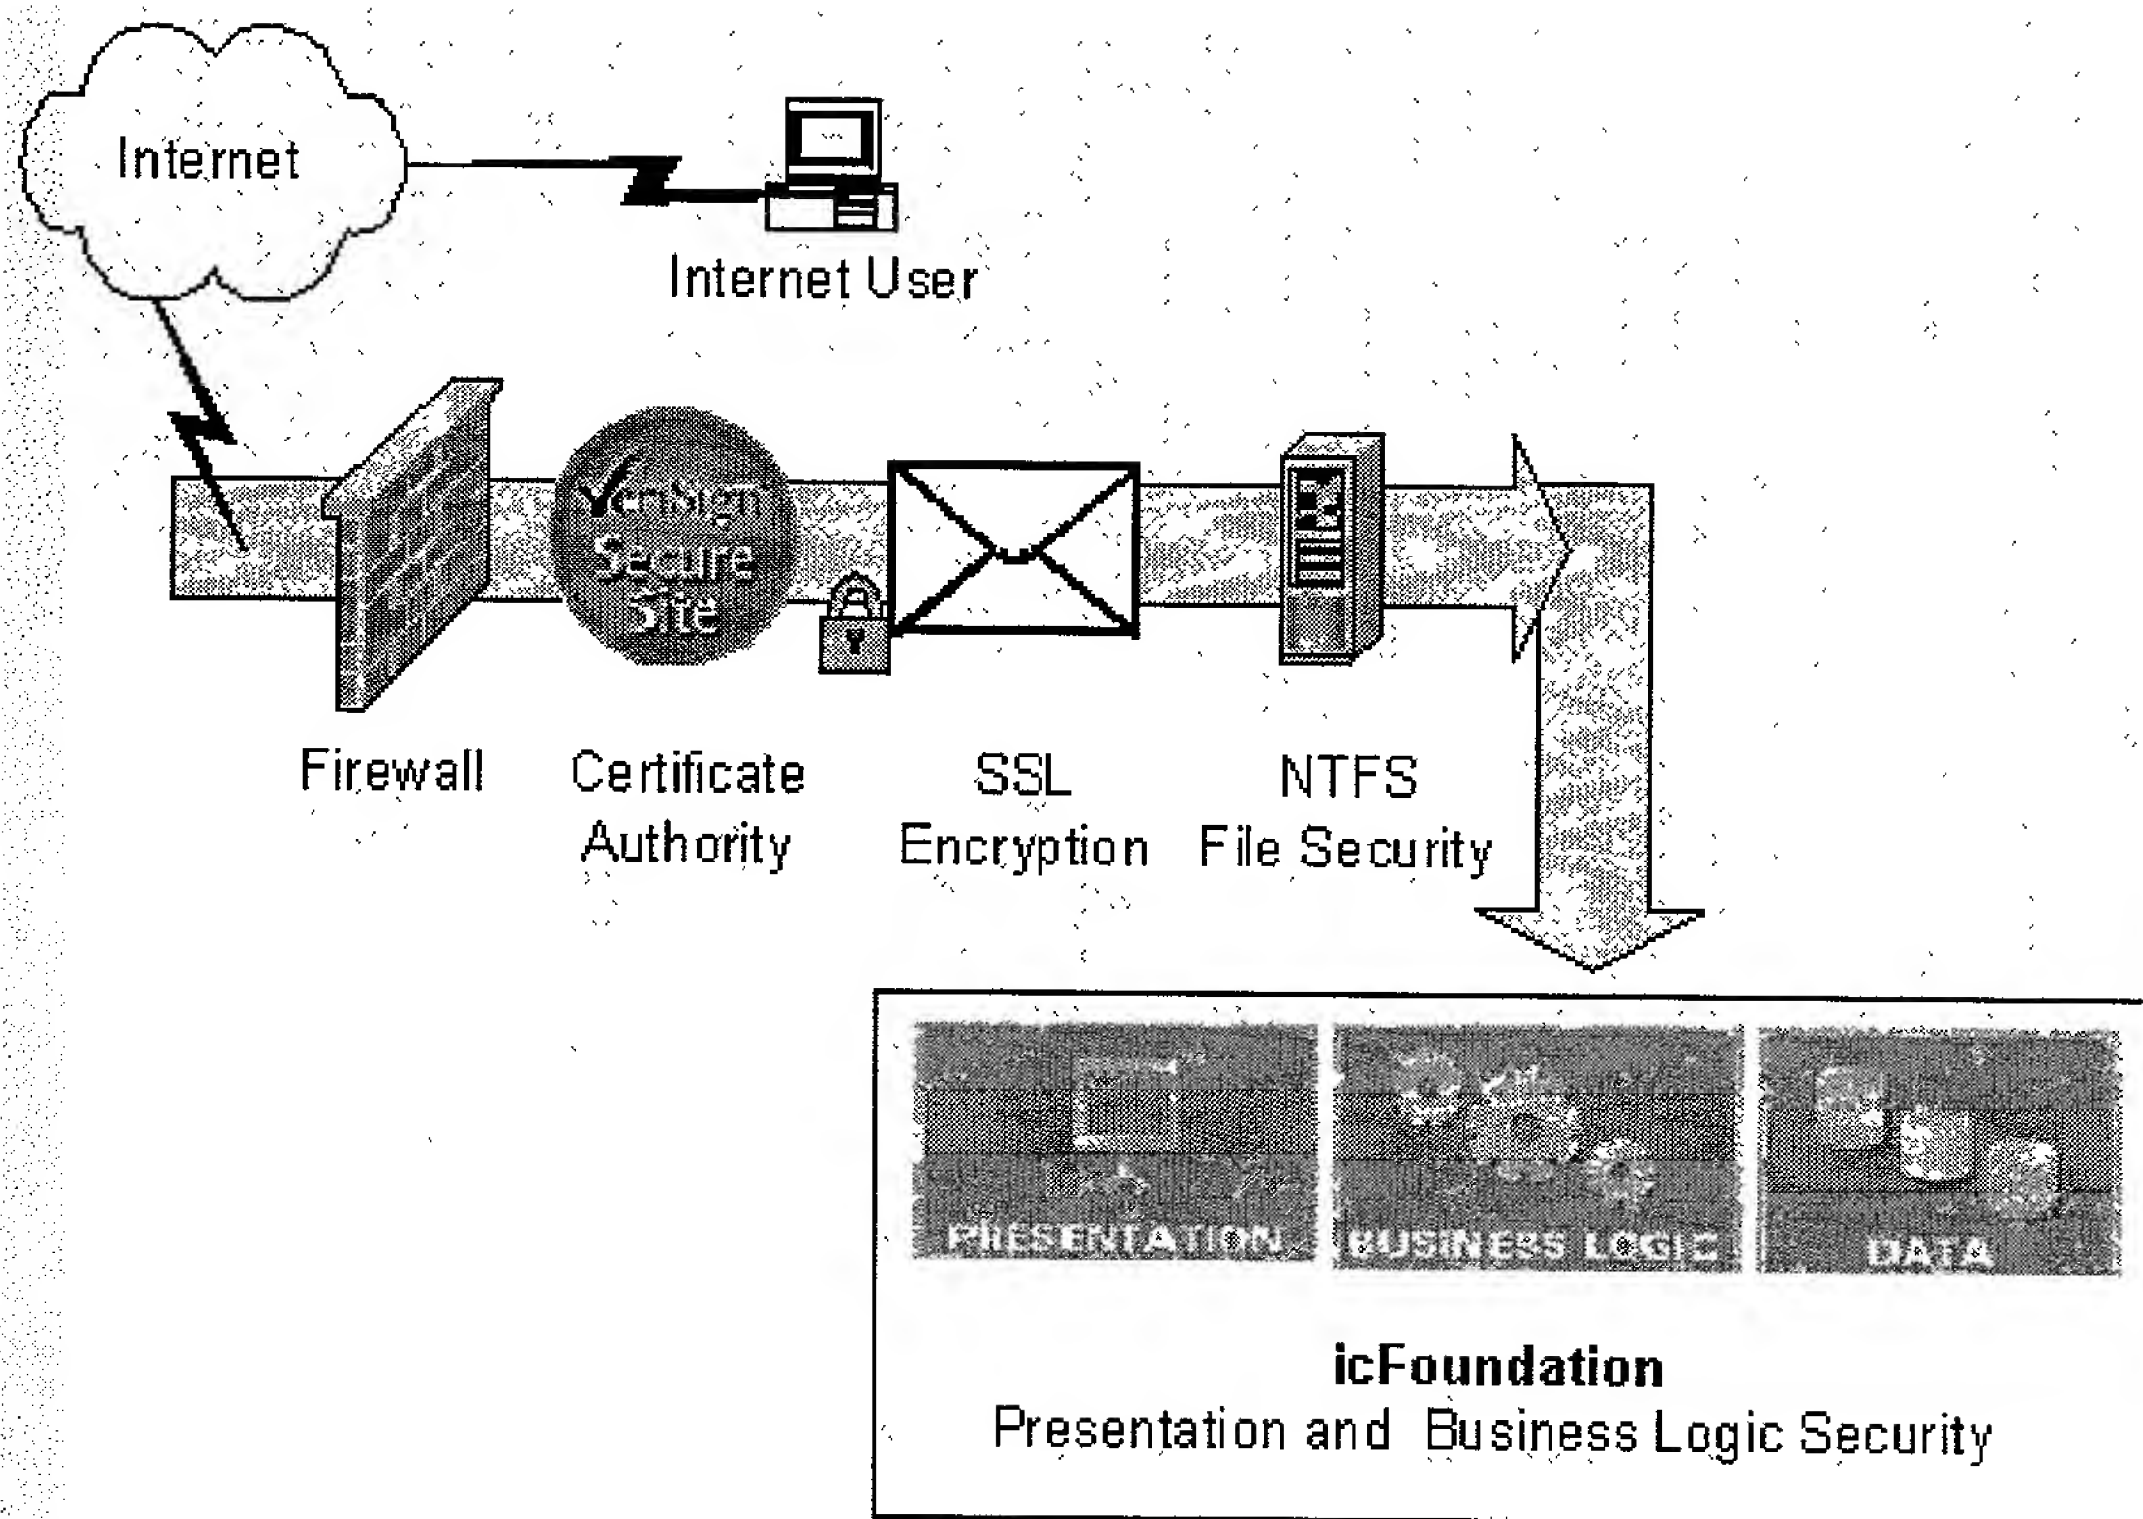 Internet
Internet User
VeriSign
Secure
Site
Firewall
Certificate
Authority
SSL
Encryption
NTFS
File Security
PRESENTATION
BUSINESS LOGIC
DATA
icFoundation
Presentation and Business Logic Security